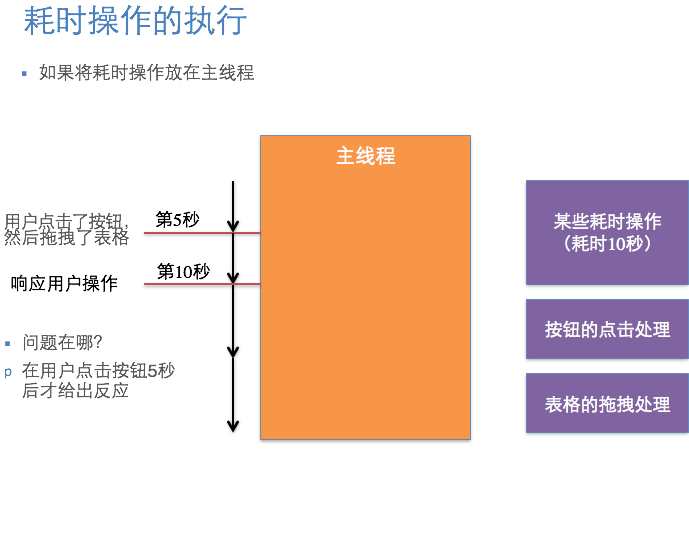 耗时操作的执行
▪ 如果将耗时操作放在主线程
主线程
用户点击了按钮，
然后拖拽了表格
第5秒
某些耗时操作
（耗时10秒）
第10秒
响应用户操作
按钮的点击处理
▪ 问题在哪?
p 在用户点击按钮5秒
后才给出反应
表格的拖拽处理